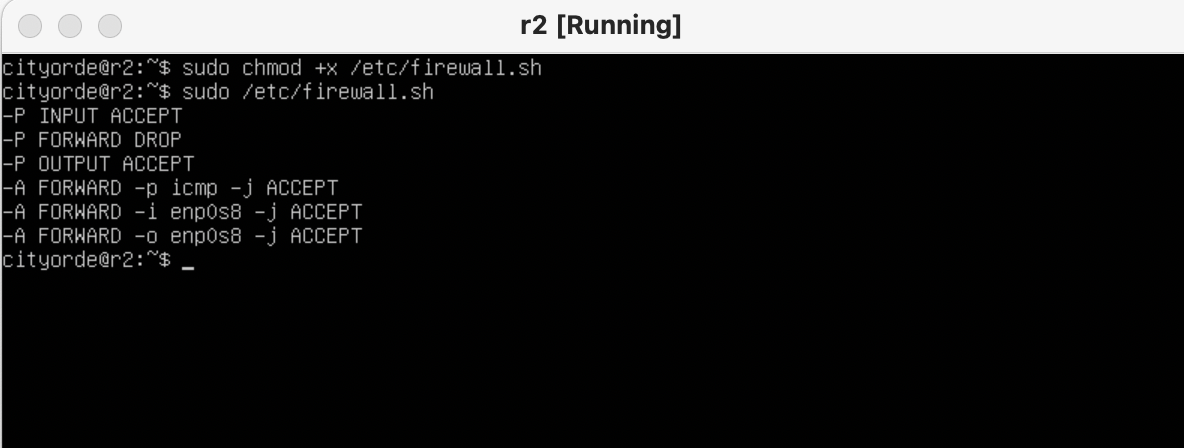 r2 [Running]
cityorde@r2:~$ sudo chmod +x /etc/firewall.sh
cityorde@r2:~$ sudo /etc/firewall.sh
-P INPUT ACCEPT
-P FORWARD DROP
-P OUTPUT ACCEPT
-A FORWARD -p icmp -j ACCEPT
-A FORWARD -i enp0s8 -j ACCEPT
-A FORWARD -o enp0s8 -j ACCEPT
cityorde@r2:~$ _